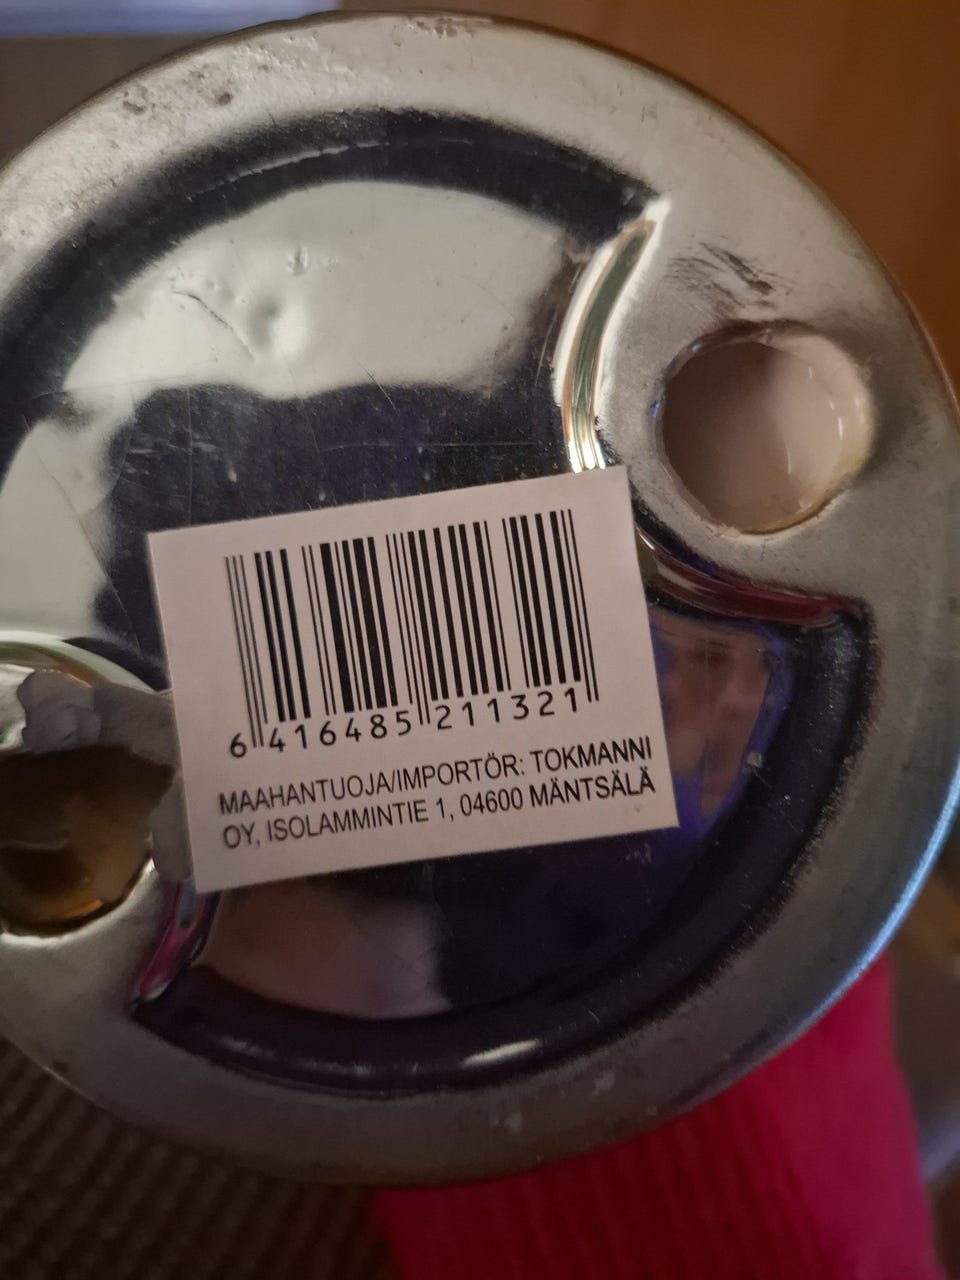 6 416485 211321
MAAHANTUOJA/IMPORTÖR: TOKMANNI
OY, ISOLAMMINTIE 1, 04600 MÄNTSÄLÄ